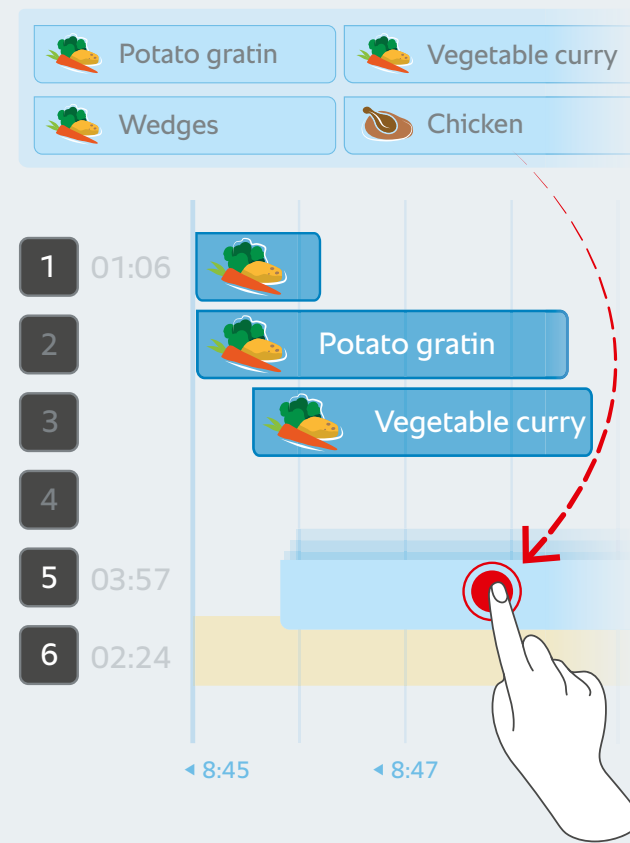 Potato gratin
Vegetable curry
Wedges
Chicken
1 01:06
2 Potato gratin
3 Vegetable curry
4
5 03:57
6 02:24
◄ 8:45 ◄ 8:47